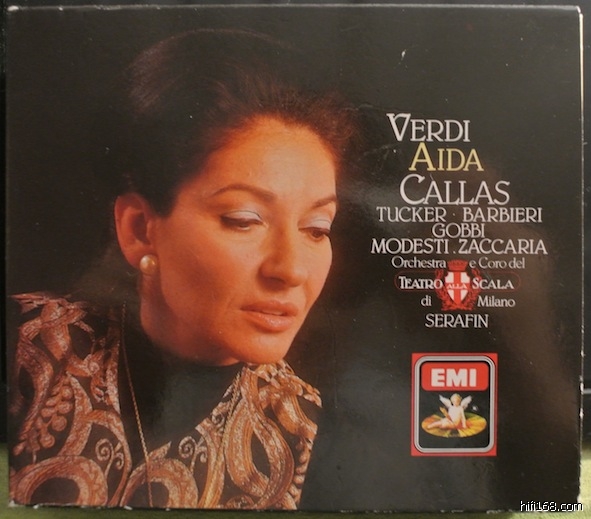 VERDI
AIDA
CALLAS
TUCKER · BARBIERI
GOBBI
MODESTI . ZACCARIA
Orchestra e Coro del
TEATRO ALLA SCALA
di Milano
SERAFIN
EMI
hifi168.com